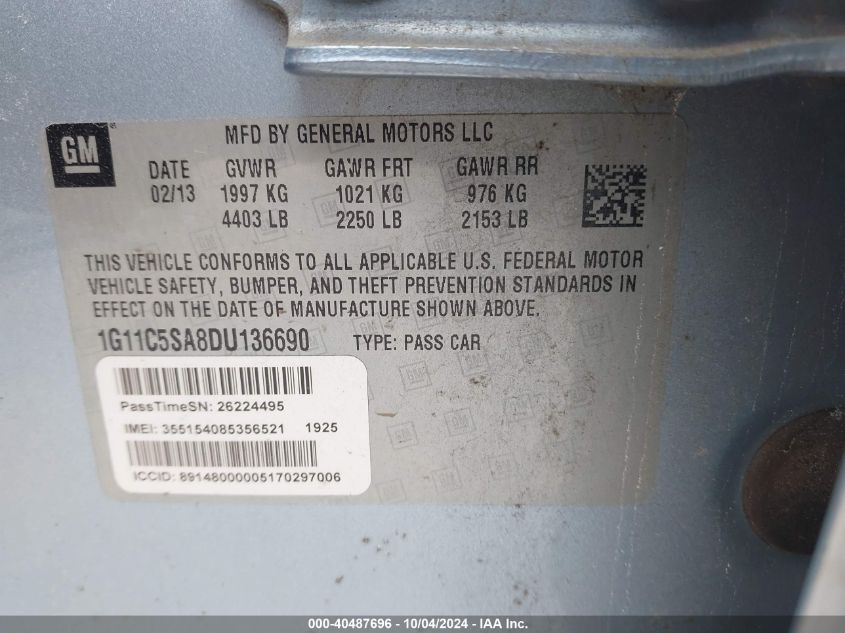 GM
MFD BY GENERAL MOTORS LLC
DATE GVWR GAWR FRT GAWR RR
02/13 1997 KG 1021 KG 976 KG
4403 LB 2250 LB 2153 LB
THIS VEHICLE CONFORMS TO ALL APPLICABLE U.S. FEDERAL MOTOR
VEHICLE SAFETY, BUMPER, AND THEFT PREVENTION STANDARDS IN
EFFECT ON THE DATE OF MANUFACTURE SHOWN ABOVE.
1G11C5SA8DU136690 TYPE: PASS CAR
PassTimeSN: 26224495
IMEI: 355154085356521 1925
ICCID: 89148000005170297006
000-40487696 - 10/04/2024 - IAA Inc.